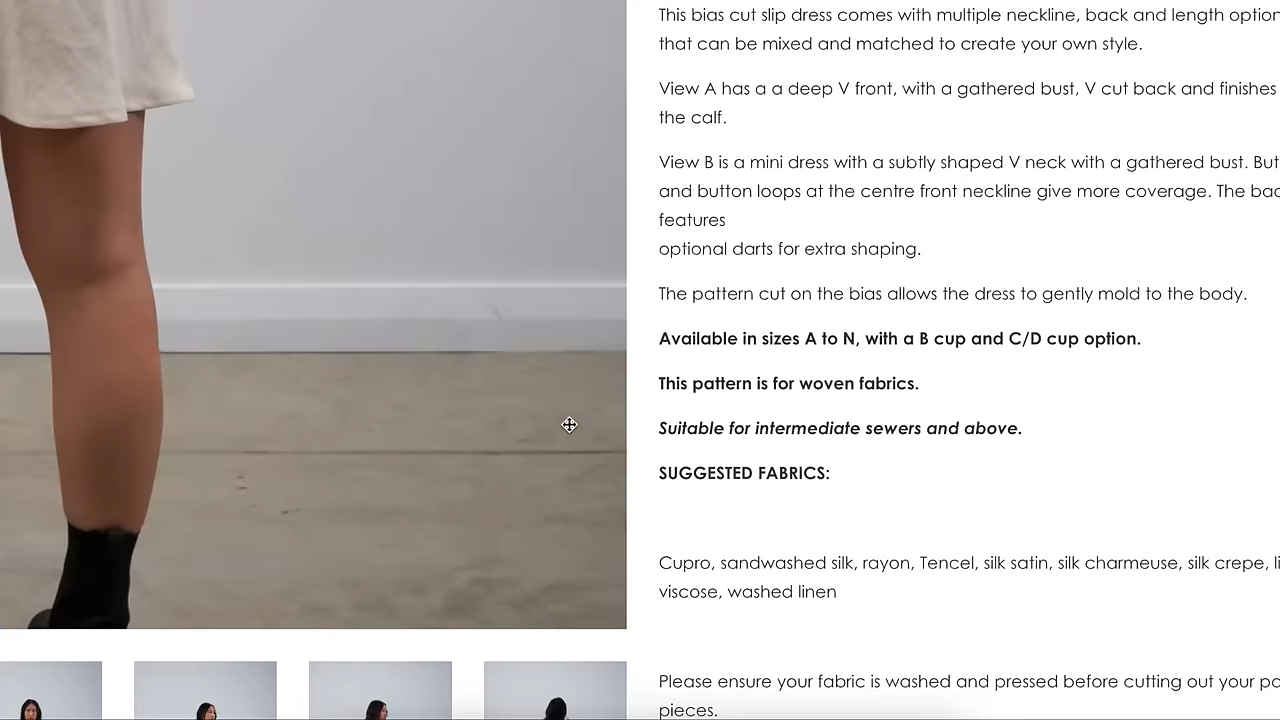 This bias cut slip dress comes with multiple neckline, back and length option
that can be mixed and matched to create your own style.
View A has a a deep V front, with a gathered bust, V cut back and finishes
the calf.
View B is a mini dress with a subtly shaped V neck with a gathered bust. But
and button loops at the centre front neckline give more coverage. The bac
features
optional darts for extra shaping.
The pattern cut on the bias allows the dress to gently mold to the body.
Available in sizes A to N, with a B cup and C/D cup option.
This pattern is for woven fabrics.
Suitable for intermediate sewers and above.
SUGGESTED FABRICS:
Cupro, sandwashed silk, rayon, Tencel, silk satin, silk charmeuse, silk crepe, li
viscose, washed linen
Please ensure your fabric is washed and pressed before cutting out your pa
pieces.